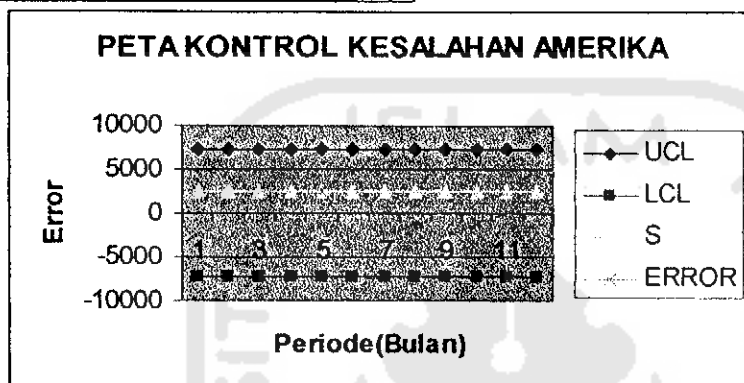 PETA KONTROL KESALAHAN AMERIKA
10000
5000
0
-5000
-10000
Error
1 3 5 7 9 11
Periode(Bulan)
UCL
LCL
S
ERROR
ISLAM